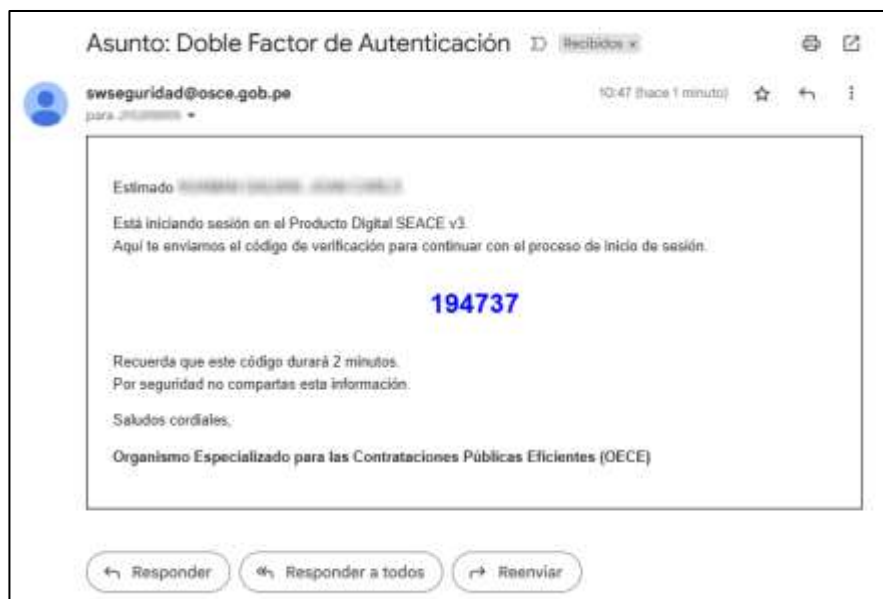 Asunto: Doble Factor de Autenticación Recibidos x
swseguridad@osce.gob.pe 10:47 (hace 1 minuto)
para
Estimado
Está iniciando sesión en el Producto Digital SEACE v3.
Aquí te enviamos el código de verificación para continuar con el proceso de inicio de sesión.
194737
Recuerda que este código durará 2 minutos.
Por seguridad no compartas esta información.
Saludos cordiales,
Organismo Especializado para las Contrataciones Públicas Eficientes (OECE)
Responder Responder a todos Reenviar